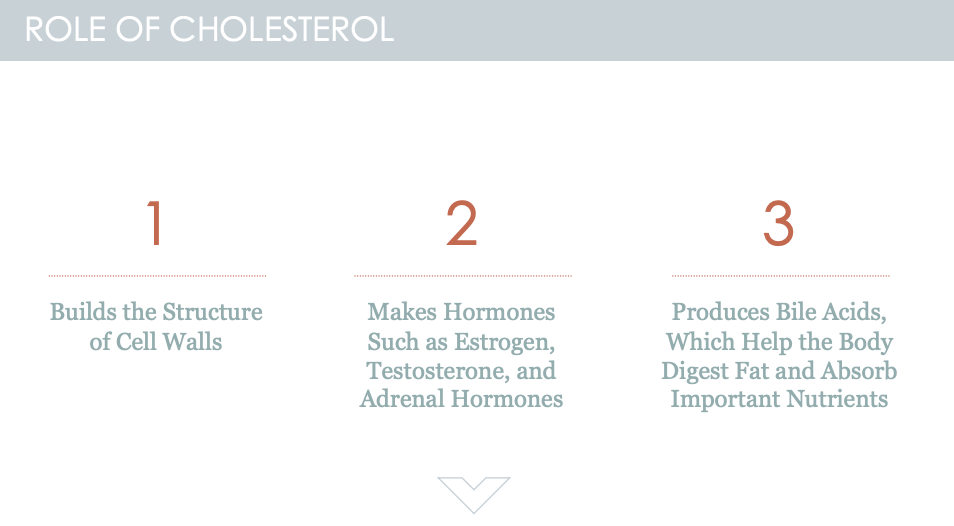 ROLE OF CHOLESTEROL
1
Builds the Structure
of Cell Walls
2
Makes Hormones
Such as Estrogen,
Testosterone, and
Adrenal Hormones
3
Produces Bile Acids,
Which Help the Body
Digest Fat and Absorb
Important Nutrients